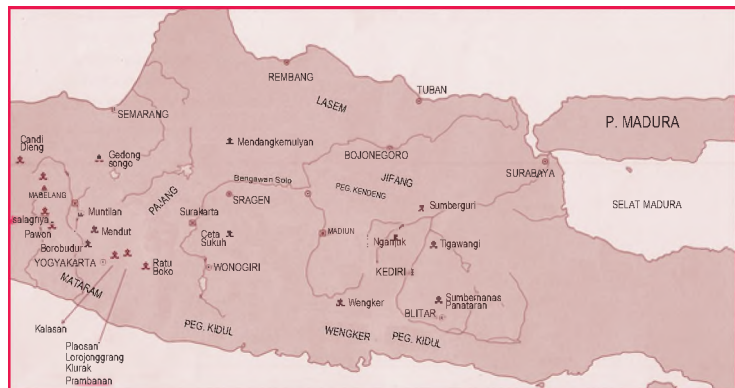 REMBANG
TUBAN
SEMARANG
LASEM
P. MADURA
Candi
Dieng
Gedong
songo
Mendangkemulyan
BOJONEGORO
SURABAYA
JIFANG
PEG. KENDENG
Bengawan Solo
MAGELANG
PAJANG
SRAGEN
SELAT MADURA
salagriya
Muntilan
Surakarta
Sumberguri
Pawon
Mendut
Ceta
Sukuh
MADIUN
Nganjuk
Tigawangi
Borobudur
YOGYAKARTA
Ratu
Boko
WONOGIRI
KEDIRI
MATARAM
Wengker
Sumbernanas
Panataran
BLITAR
Kalasan
PEG. KIDUL
WENGKER
PEG. KIDUL
Plaosan
Lorojonggrang
Klurak
Prambanan